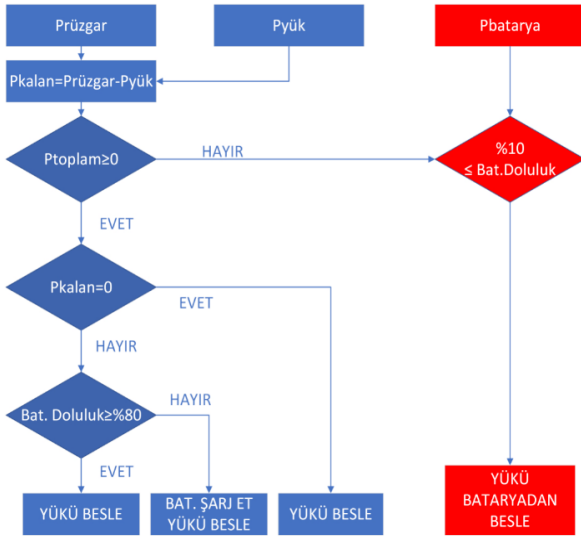 Prüzgar
Pyük
Pbatarya
Pkalan=Prüzgar-Pyük
Ptoplam≥0
HAYIR
%10
≤ Bat.Doluluk
EVET
Pkalan=0
EVET
HAYIR
Bat. Doluluk≥%80
HAYIR
EVET
YÜKÜ BESLE
BAT. ŞARJ ET
YÜKÜ BESLE
YÜKÜ BESLE
YÜKÜ
BATARYADAN
BESLE